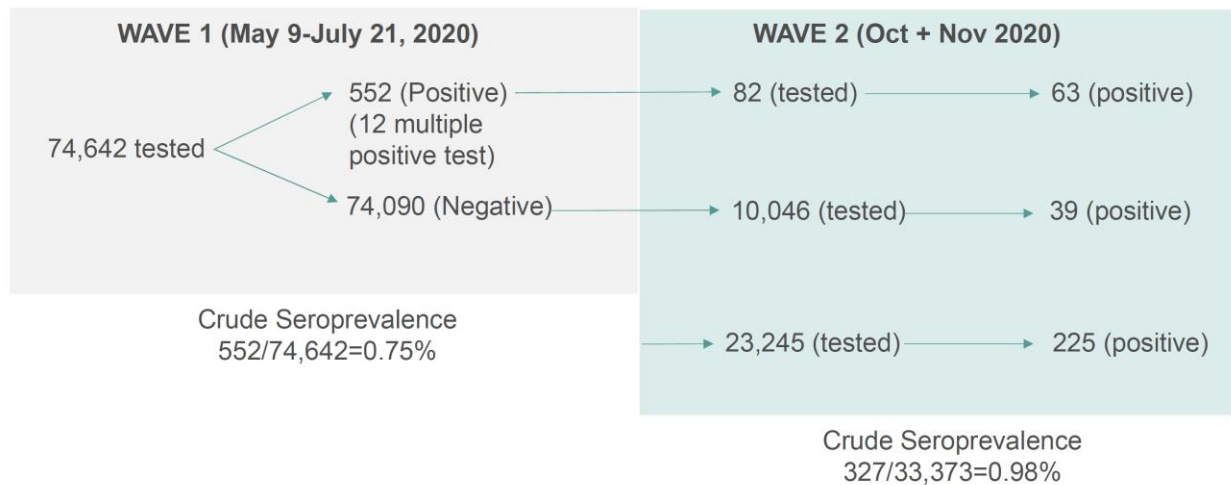 WAVE 1 (May 9-July 21, 2020)
74,642 tested
552 (Positive)
(12 multiple
positive test)
74,090 (Negative)
Crude Seroprevalence
552/74,642=0.75%
WAVE 2 (Oct + Nov 2020)
82 (tested)
63 (positive)
10,046 (tested)
39 (positive)
23,245 (tested)
225 (positive)
Crude Seroprevalence
327/33,373=0.98%